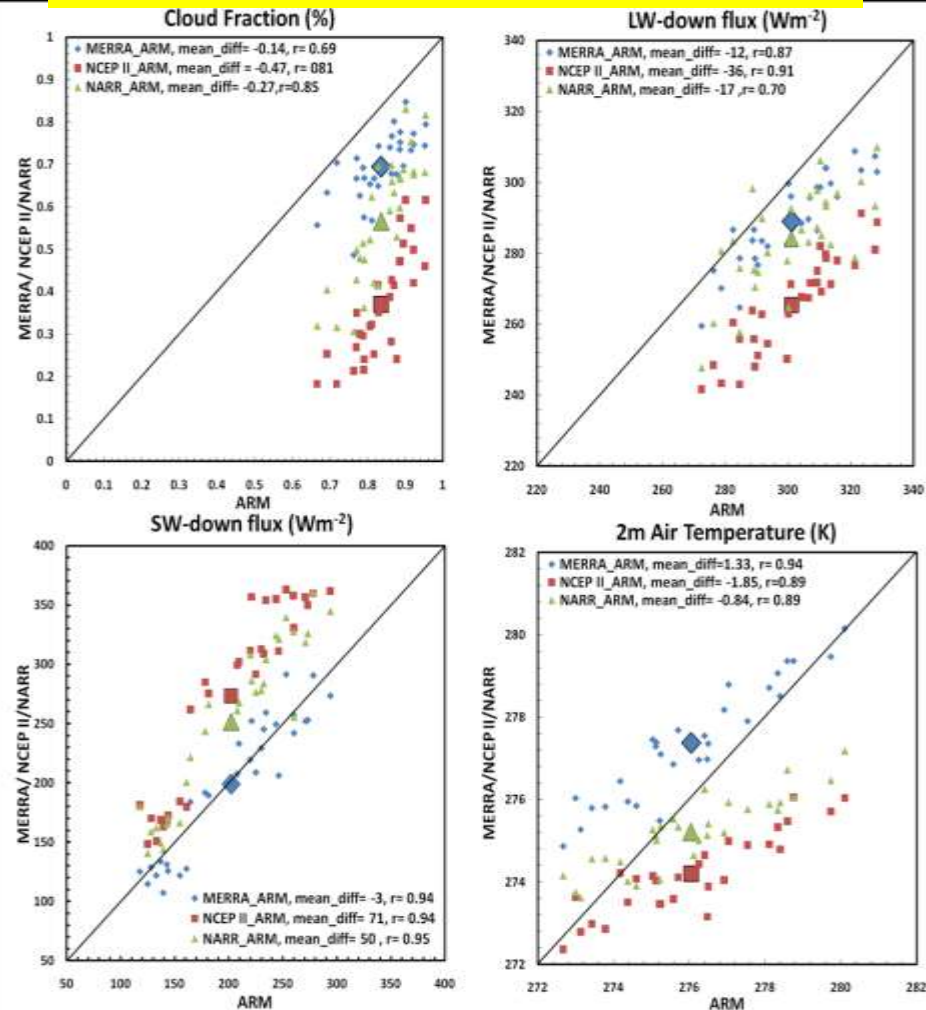 Cloud Fraction (%)
MERRA_ARM, mean_diff= -0.14, r= 0.69
NCEP II_ARM, mean_diff = -0.47, r= 081
NARR_ARM, mean_diff= -0.27,r=0.85
1
0.9
0.8
0.7
0.6
0.5
0.4
0.3
0.2
0.1
0
MERRA/ NCEP II/NARR
0 0.1 0.2 0.3 0.4 0.5 0.6 0.7 0.8 0.9 1
ARM
LW-down flux (Wm-2)
MERRA_ARM, mean_diff= -12, r=0.87
NCEP II_ARM, mean_diff= -36, r= 0.91
NARR_ARM, mean_diff= -17 ,r= 0.70
340
320
300
280
260
240
220
MERRA/NCEP II/NARR
220 240 260 280 300 320 340
ARM
SW-down flux (Wm-2)
400
350
300
250
200
150
100
50
MERRA/ NCEP II/NARR
MERRA_ARM, mean_diff= -3, r= 0.94
NCEP II_ARM, mean_diff= 71, r= 0.94
NARR_ARM, mean_diff= 50 , r= 0.95
50 100 150 200 250 300 350 400
ARM
2m Air Temperature (K)
MERRA_ARM, mean_diff=1.33, r= 0.94
NCEP II_ARM, mean_diff= -1.85, r=0.89
NARR_ARM, mean_diff= -0.84, r= 0.89
282
280
278
276
274
272
MERRA/NCEP II/NARR
272 274 276 278 280 282
ARM